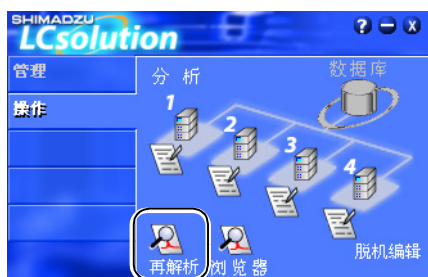 SHIMADZU
LCsolution
? — x
管理
操作
分 析
数据库
1
2
3
4
再解析
浏览器
脱机编辑